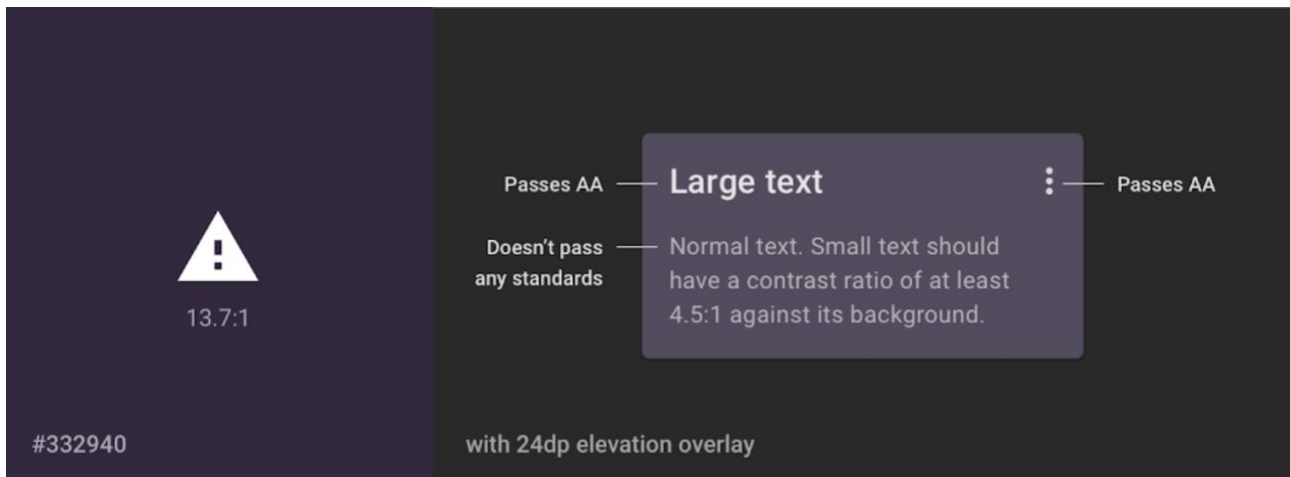 13.7:1
#332940
Passes AA
Large text
Passes AA
Doesn’t pass
any standards
Normal text. Small text should
have a contrast ratio of at least
4.5:1 against its background.
with 24dp elevation overlay